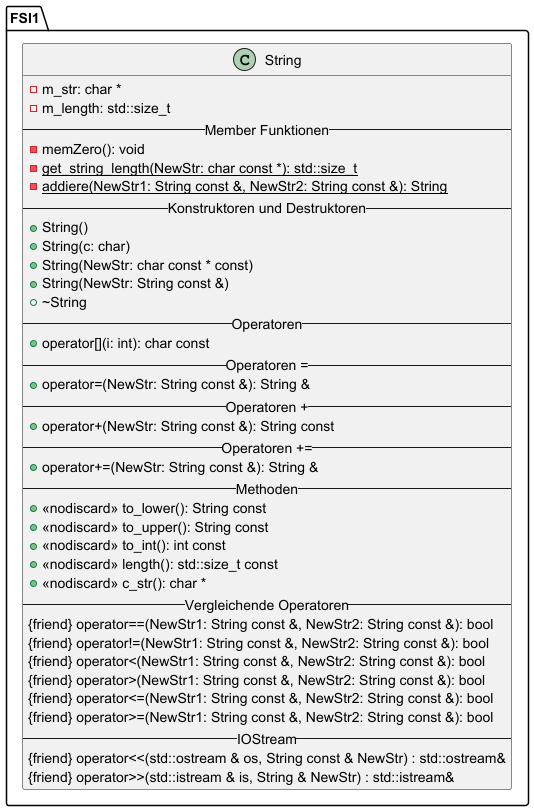 FSI1
C String
m_str: char *
m_length: std::size_t
Member Funktionen
memZero(): void
get_string_length(NewStr: char const *): std::size_t
addiere(NewStr1: String const &, NewStr2: String const &): String
Konstruktoren und Destruktoren
String()
String(c: char)
String(NewStr: char const * const)
String(NewStr: String const &)
~String
Operatoren
operator[](i: int): char const
Operatoren =
operator=(NewStr: String const &): String &
Operatoren +
operator+(NewStr: String const &): String const
Operatoren +=
operator+=(NewStr: String const &): String &
Methoden
«nodiscard» to_lower(): String const
«nodiscard» to_upper(): String const
«nodiscard» to_int(): int const
«nodiscard» length(): std::size_t const
«nodiscard» c_str(): char *
Vergleichende Operatoren
{friend} operator==(NewStr1: String const &, NewStr2: String const &): bool
{friend} operator!=(NewStr1: String const &, NewStr2: String const &): bool
{friend} operator<(NewStr1: String const &, NewStr2: String const &): bool
{friend} operator>(NewStr1: String const &, NewStr2: String const &): bool
{friend} operator<=(NewStr1: String const &, NewStr2: String const &): bool
{friend} operator>=(NewStr1: String const &, NewStr2: String const &): bool
IOStream
{friend} operator<<(std::ostream & os, String const & NewStr) : std::ostream&
{friend} operator>>(std::istream & is, String & NewStr) : std::istream&